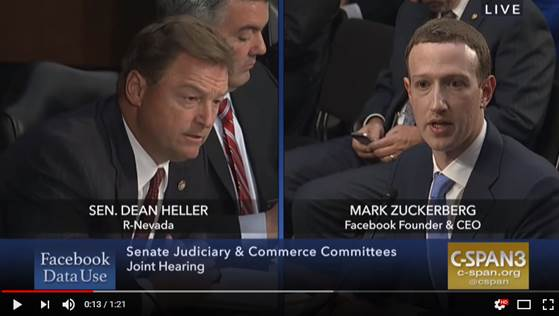 LIVE
SEN. DEAN HELLER
R-Nevada
MARK ZUCKERBERG
Facebook Founder & CEO
Facebook
Data Use
Senate Judiciary & Commerce Committees
Joint Hearing
C-SPAN3
c-span.org
@cspan
0:13 / 1:21
HD